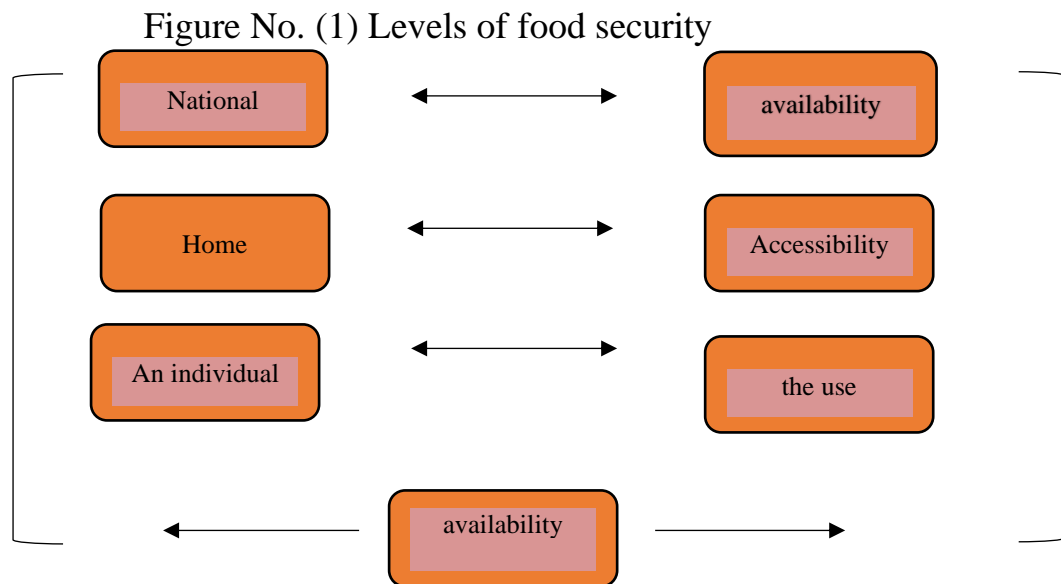 Figure No. (1) Levels of food security
National
availability
Home
Accessibility
An individual
the use
availability